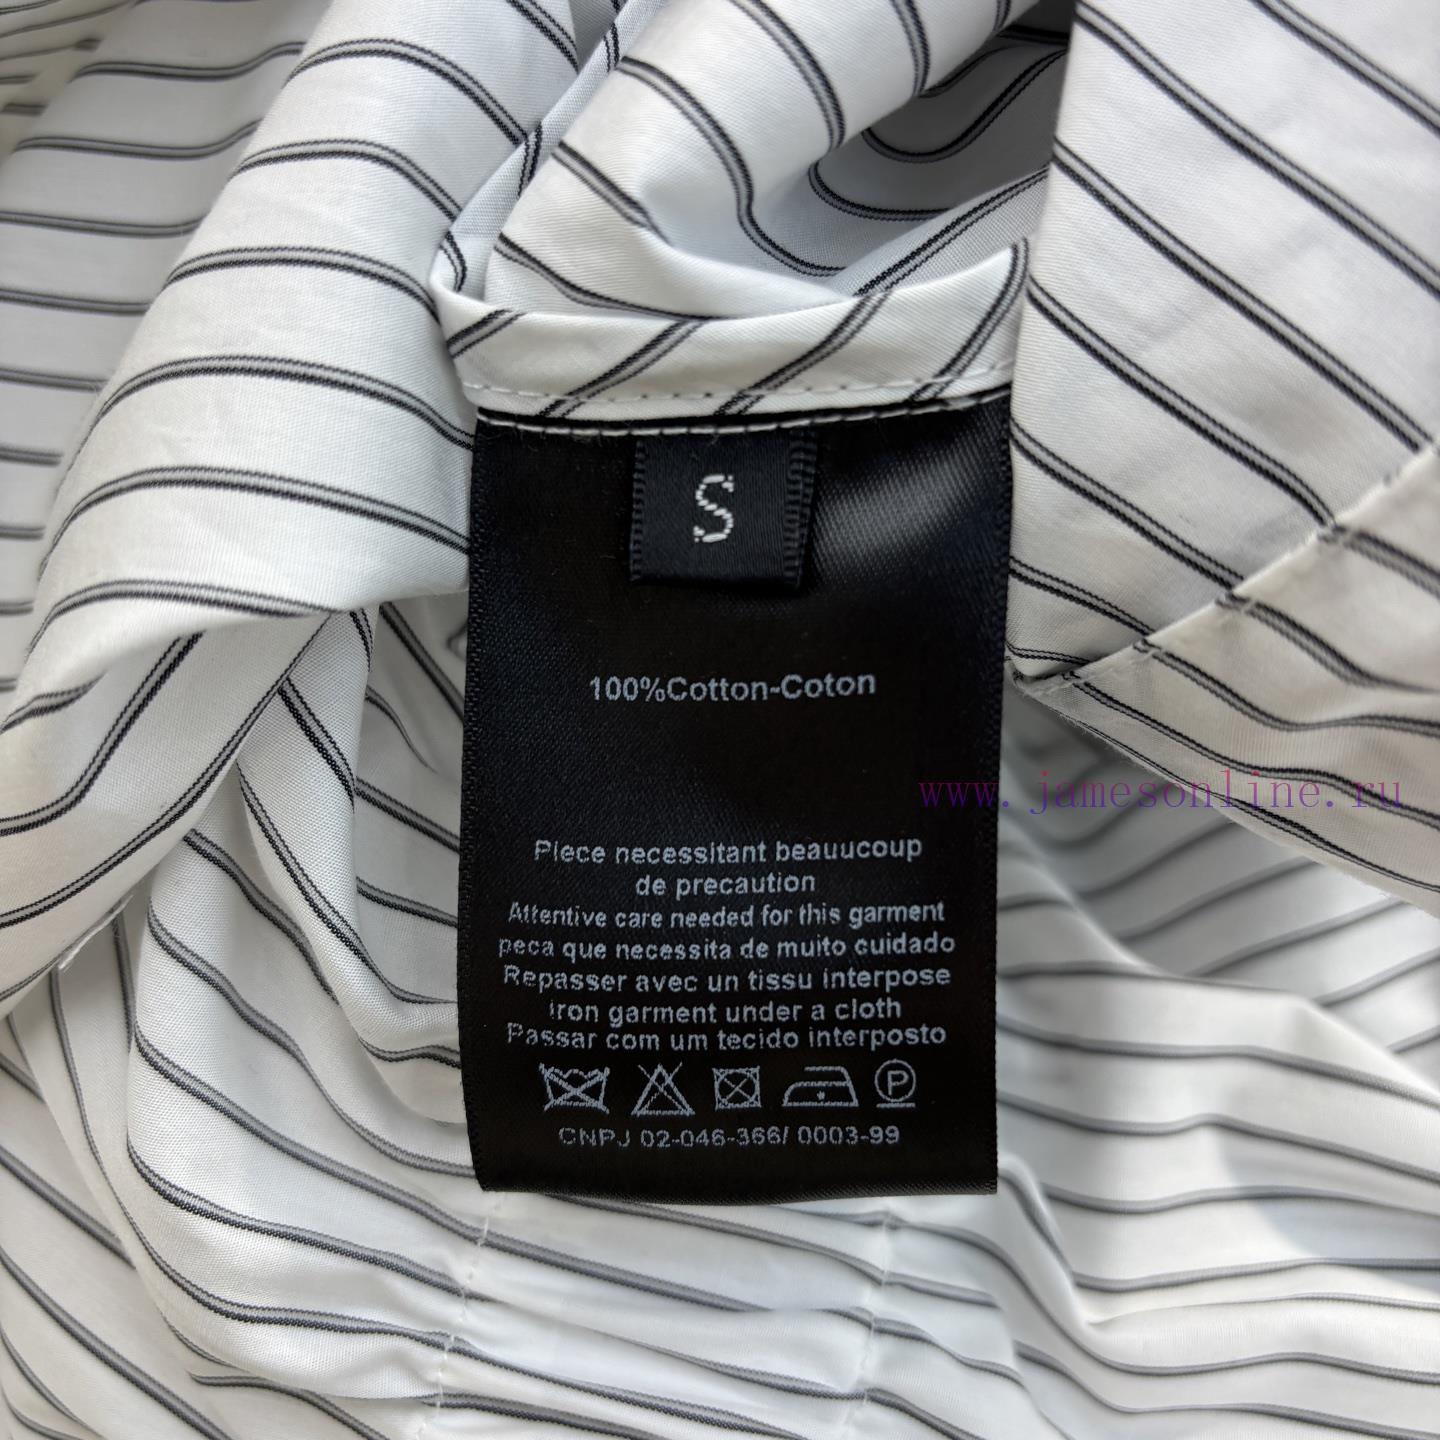 S
100%Cotton-Coton
www.jamesonline.ru
Piece necessitant beauucoup
de precaution
Attentive care needed for this garment
peca que necessita de muito cuidado
Repasser avec un tissu interpose
iron garment under a cloth
Passar com um tecido interposto
P
CNPJ 02-046-366/ 0003-99